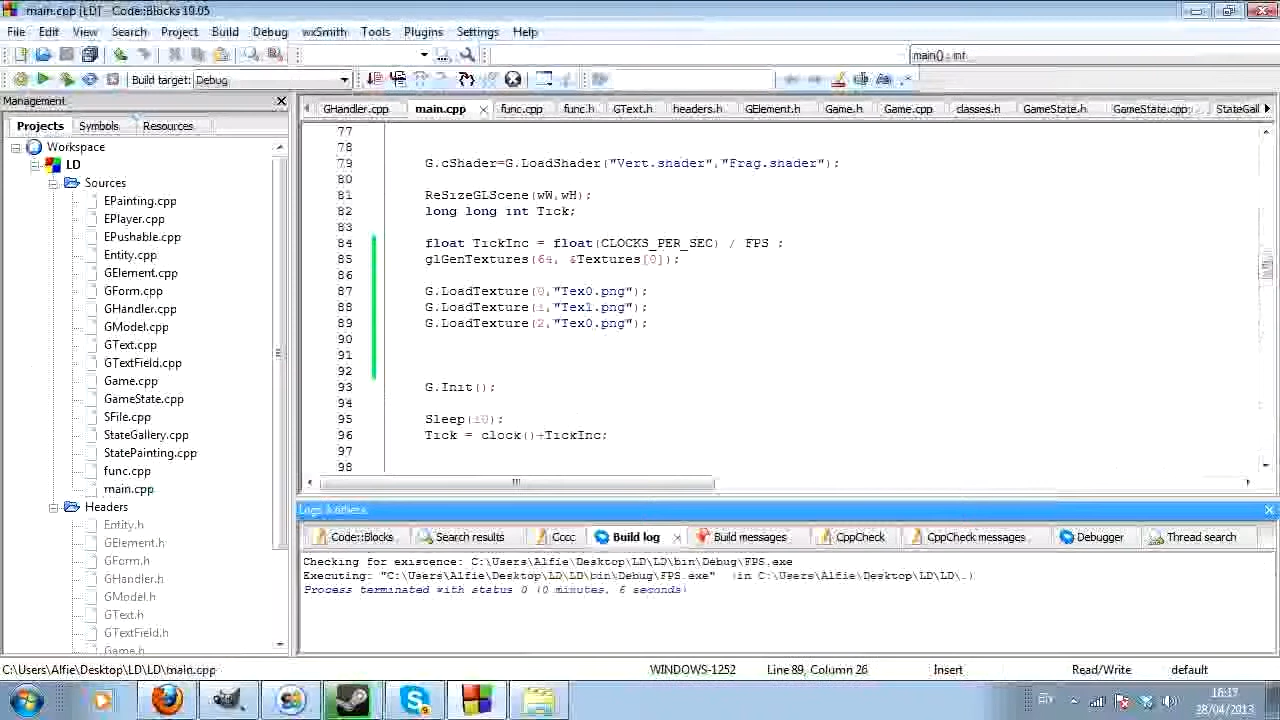 main.cpp [LD] - Code::Blocks 10.05
File Edit View Search Project Build Debug wxSmith Tools Plugins Settings Help
main() : int
Build target: Debug
Management
GHandler.cpp main.cpp func.cpp func.h GText.h headers.h GElement.h Game.h Game.cpp classes.h GameState.h GameState.cpp StateGall
Projects Symbols Resources
Workspace
LD
Sources
EPainting.cpp
EPlayer.cpp
EPushable.cpp
Entity.cpp
GElement.cpp
GForm.cpp
GHandler.cpp
GModel.cpp
GText.cpp
GTextField.cpp
Game.cpp
GameState.cpp
SFile.cpp
StateGallery.cpp
StatePainting.cpp
func.cpp
main.cpp
Headers
Entity.h
GElement.h
GForm.h
GHandler.h
GModel.h
GText.h
GTextField.h
Game.h
77
78
79 G.cShader=G.LoadShader("Vert.shader","Frag.shader");
80
81 ReSizeGLScene(wW,wH);
82 long long int Tick;
83
84 float TickInc = float(CLOCKS_PER_SEC) / FPS ;
85 glGenTextures(64, &Textures[0]);
86
87 G.LoadTexture(0,"Tex0.png");
88 G.LoadTexture(1,"Tex1.png");
89 G.LoadTexture(2,"Tex0.png");
90
91
92
93 G.Init();
94
95 Sleep(10);
96 Tick = clock()+TickInc;
97
98
Logs & others
Code::Blocks Search results Cccc Build log Build messages CppCheck CppCheck messages Debugger Thread search
Checking for existence: C:\Users\Alfie\Desktop\LD\LD\bin\Debug\FPS.exe
Executing: "C:\Users\Alfie\Desktop\LD\LD\bin\Debug\FPS.exe" (in C:\Users\Alfie\Desktop\LD\LD\.)
Process terminated with status 0 (0 minutes, 6 seconds)
C:\Users\Alfie\Desktop\LD\LD\main.cpp WINDOWS-1252 Line 89, Column 26 Insert Read/Write default
EN
28/04/2013